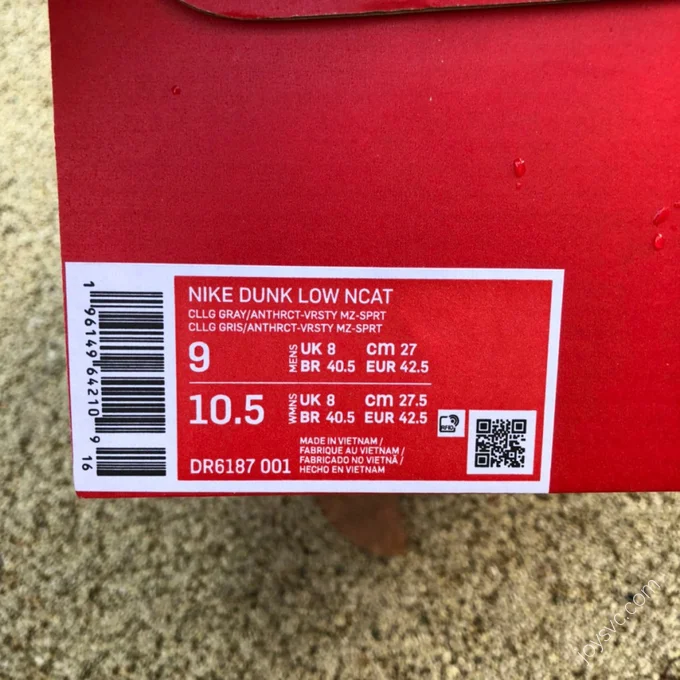 NIKE DUNK LOW NCAT
CLLG GRAY/ANTHRCT-VRSTY MZ-SPRT
CLLG GRIS/ANTHRCT-VRSTY MZ-SPRT
9 MENS UK 8 cm 27
BR 40.5 EUR 42.5
10.5 WMNS UK 8 cm 27.5
BR 40.5 EUR 42.5
DR6187 001
MADE IN VIETNAM /
FABRIQUE AU VIETNAM /
FABRICADO NO VIETNÃ /
HECHO EN VIETNAM
1 96149 64210 9 16
joysvc.com